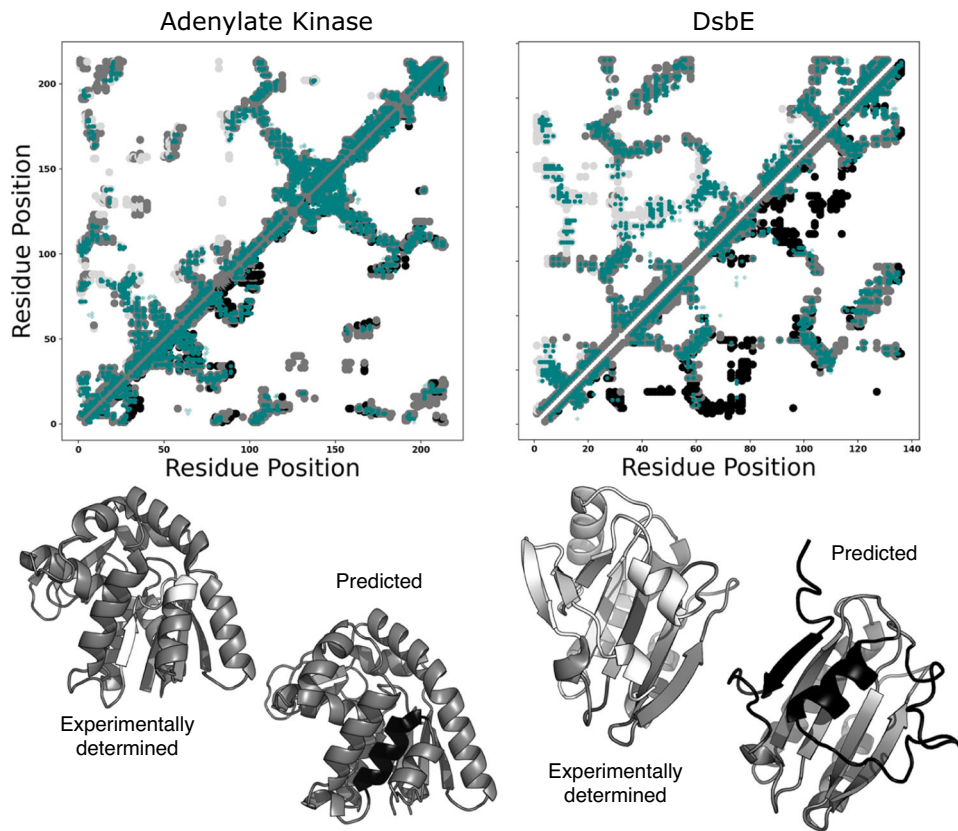 Adenylate Kinase
DsbE
200
150
100
50
0
Residue Position
0
50
100
150
200
Residue Position
0
20
40
60
80
100
120
140
Residue Position
Predicted
Experimentally
determined
Predicted
Experimentally
determined